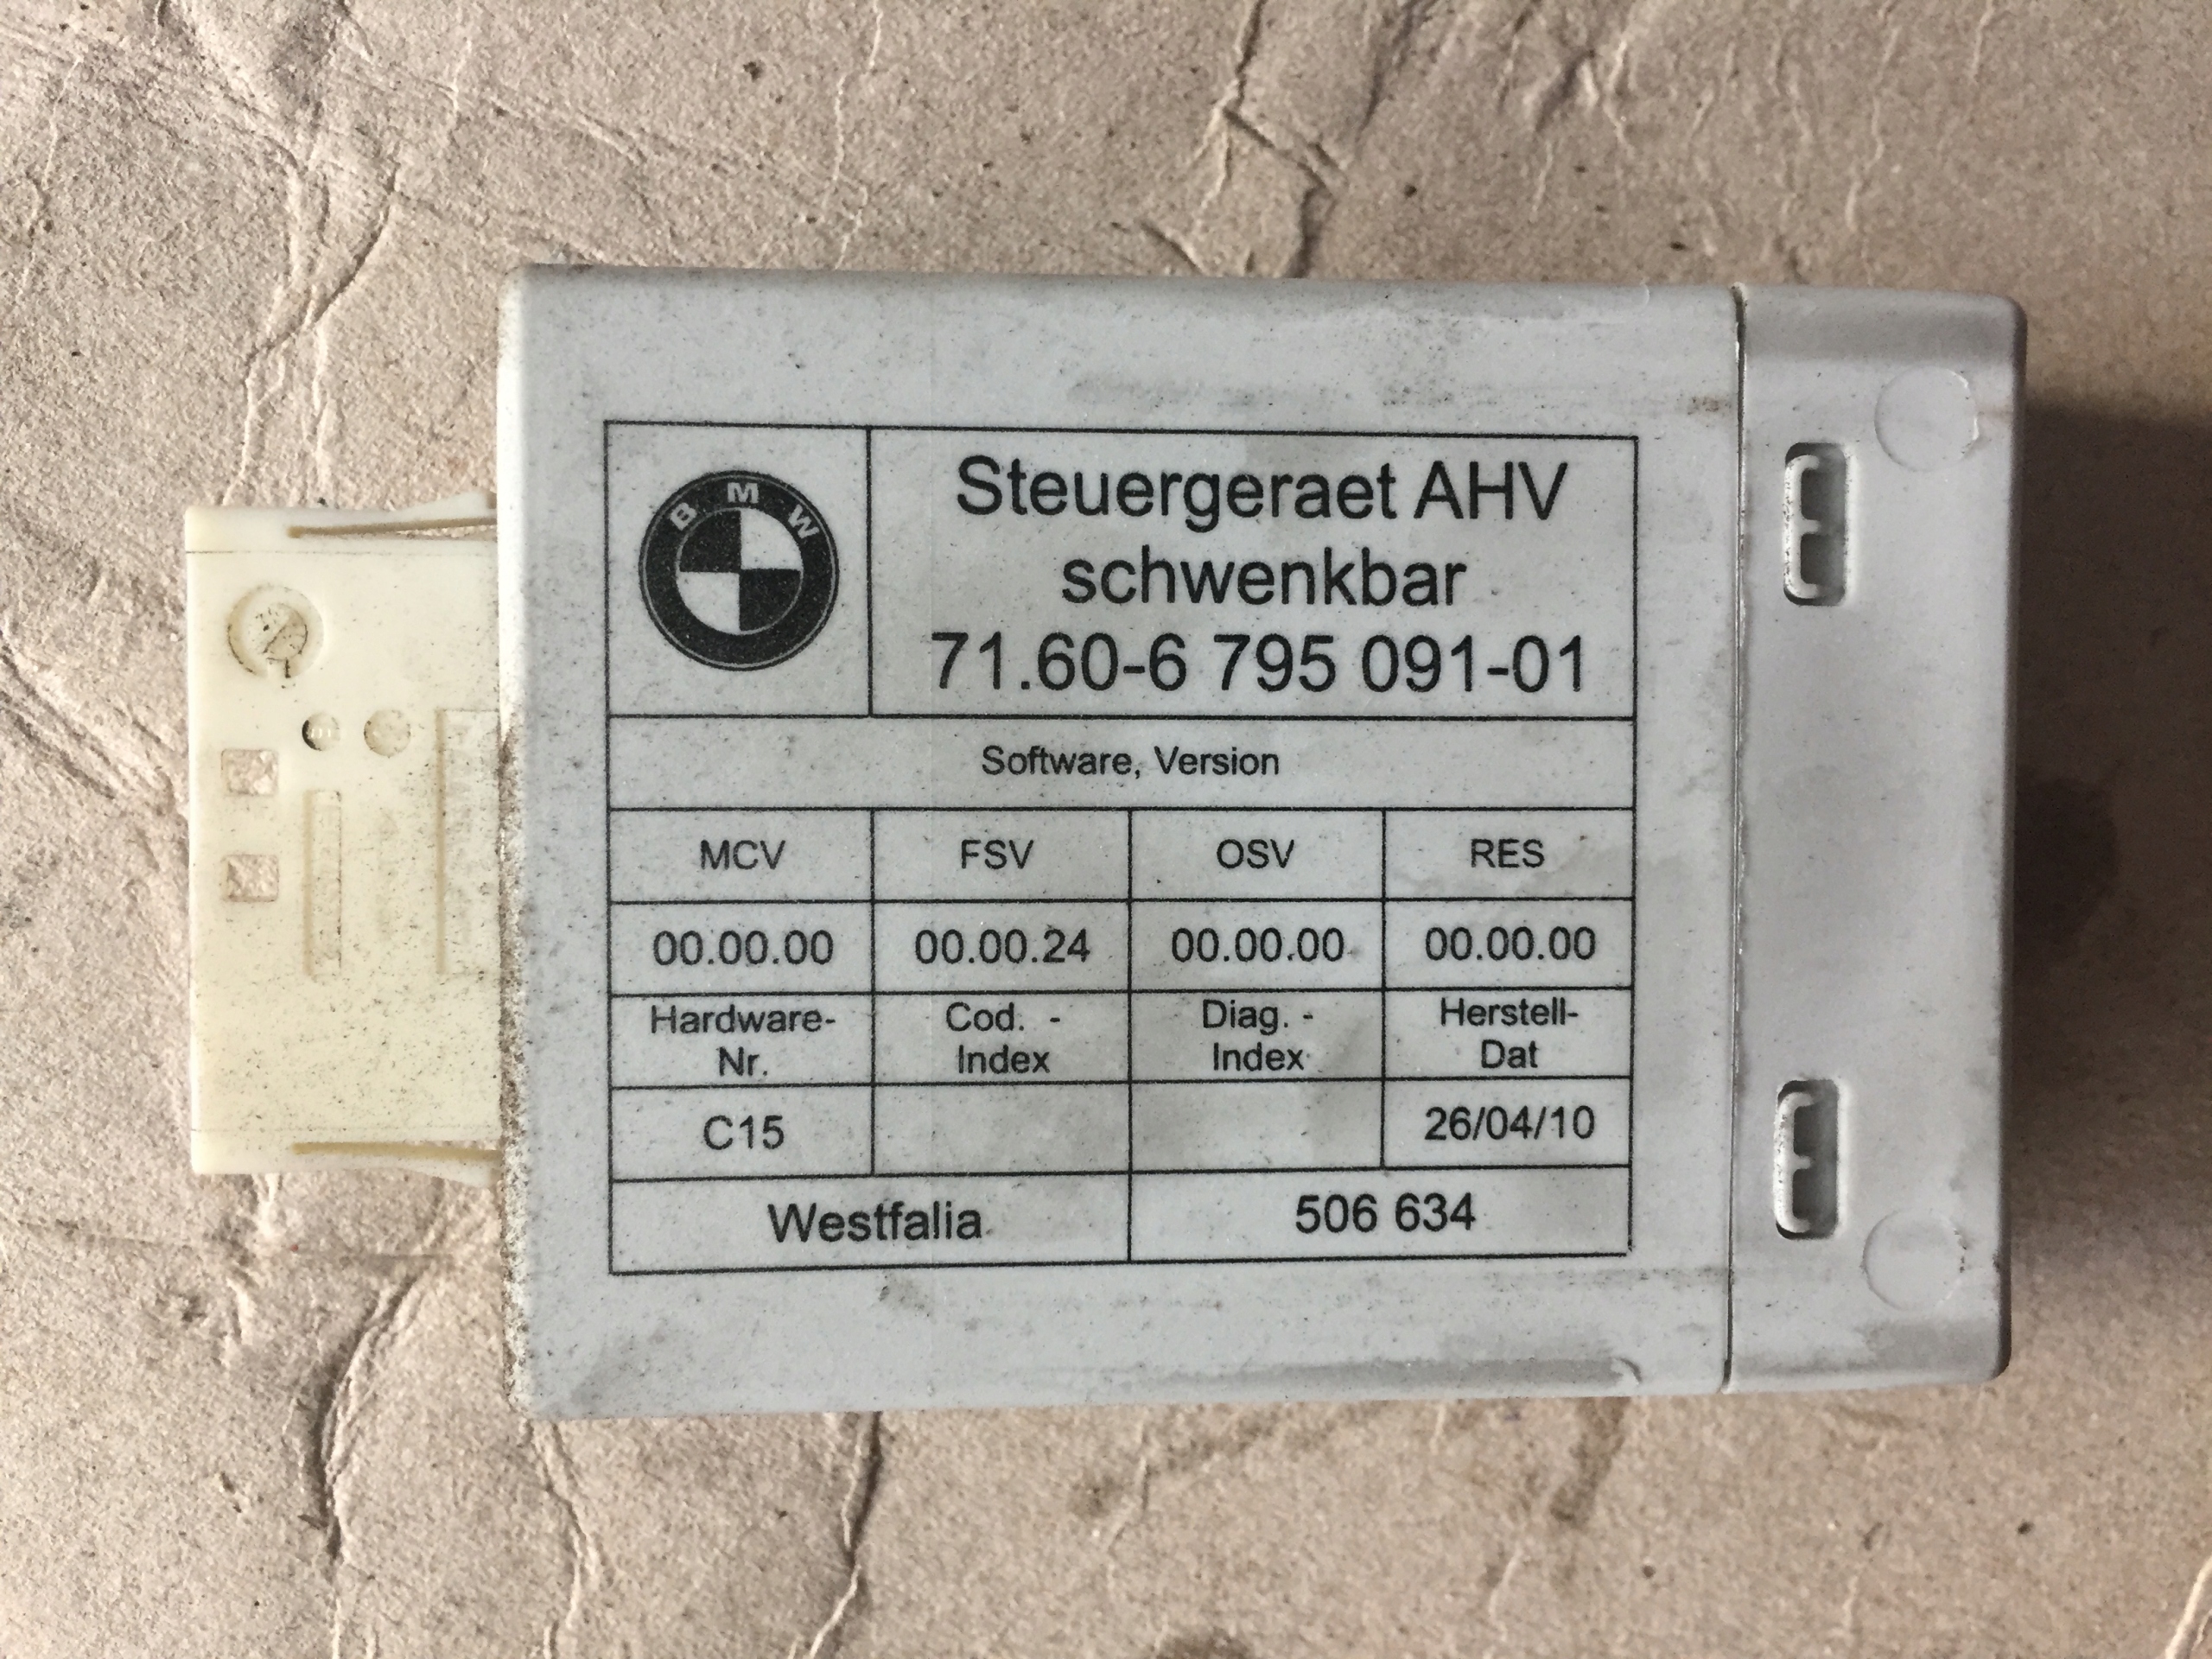 BMW
Steuergeraet AHV
schwenkbar
71.60-6 795 091-01
Software, Version
MCV FSV OSV RES
00.00.00 00.00.24 00.00.00 00.00.00
Hardware- Cod. - Diag. - Herstell-
Nr. Index Index Dat
C15 26/04/10
Westfalia 506 634